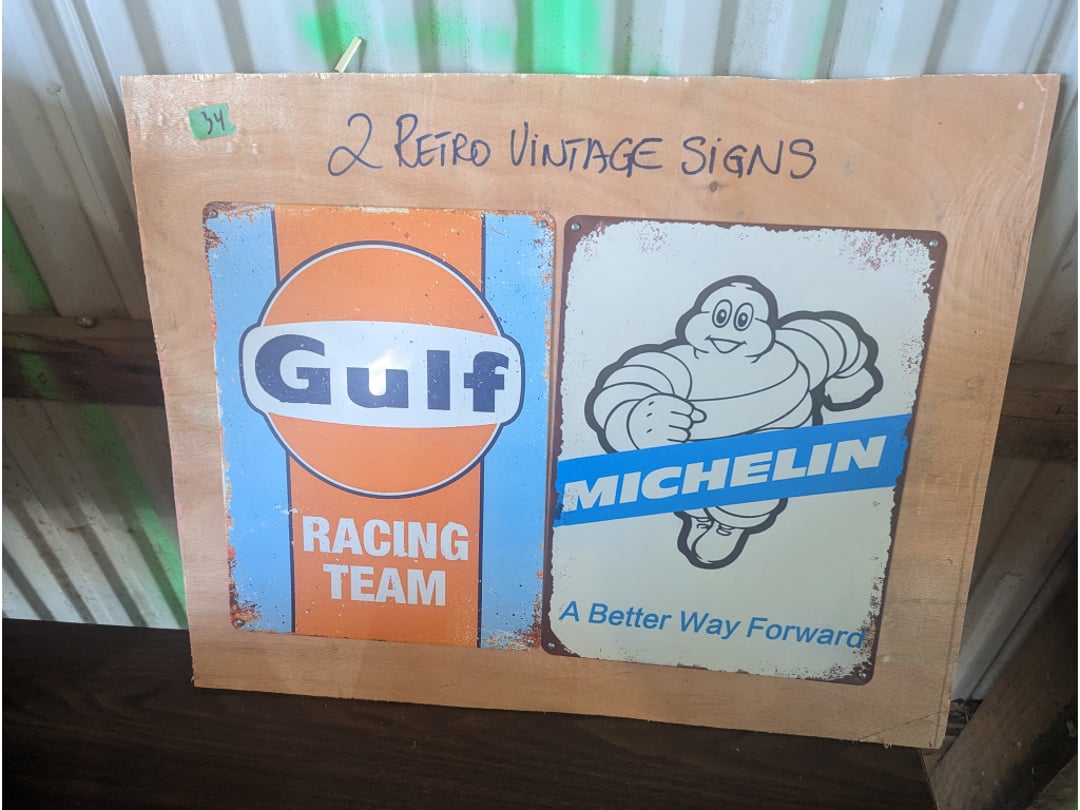 34
2 RETRO VINTAGE SIGNS
Gulf
RACING
TEAM
MICHELIN
A Better Way Forward